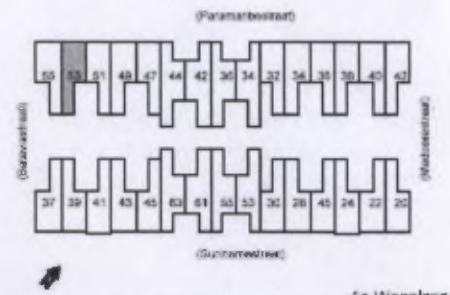 (Paramaribostraat)
55 53 51 49 47 44 42 36 34 32 34 36 38 40 42
(Bataviastraat)
37 39 41 43 45 63 61 55 53 30 28 45 24 22 20
(Surinamestraat)